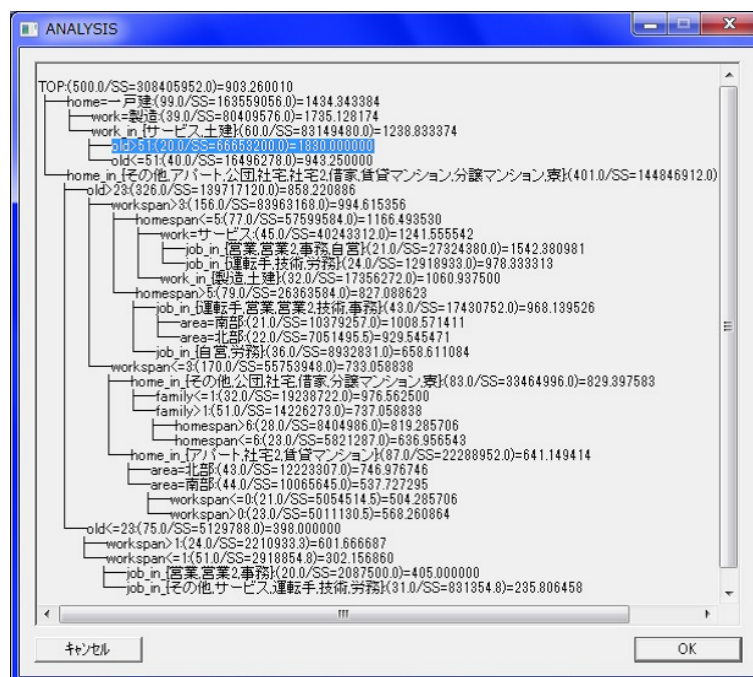 ANALYSIS
TOP:(500.0/SS=308405952.0)=903.260010
home=一戸建:(99.0/SS=163559056.0)=1434.343384
work=製造:(39.0/SS=80409576.0)=1735.128174
work_in_{サービス,土建}:(60.0/SS=83149480.0)=1238.833374
old>51:(20.0/SS=66653200.0)=1830.000000
old<=51:(40.0/SS=16496278.0)=943.250000
home_in_{その他,アパート,公団,社宅,社宅2,借家,賃貸マンション,分譲マンション,寮}:(401.0/SS=144846912.0)
old>23:(326.0/SS=139717120.0)=858.220886
workspan>3:(156.0/SS=83963168.0)=994.615356
homespan<=5:(77.0/SS=57599584.0)=1166.493530
work=サービス:(45.0/SS=40243312.0)=1241.555542
job_in_{営業,営業2,事務,自営}:(21.0/SS=27324380.0)=1542.380981
job_in_{運転手,技術,労務}:(24.0/SS=12918933.0)=978.333313
work_in_{製造,土建}:(32.0/SS=17356272.0)=1060.937500
homespan>5:(79.0/SS=26363584.0)=827.088623
job_in_{運転手,営業,営業2,技術,事務}:(43.0/SS=17430752.0)=968.139526
area=南部:(21.0/SS=10379257.0)=1008.571411
area=北部:(22.0/SS=7051495.5)=929.545471
job_in_{自営,労務}:(36.0/SS=8932831.0)=658.611084
workspan<=3:(170.0/SS=55753948.0)=733.058838
home_in_{その他,公団,社宅,借家,分譲マンション,寮}:(83.0/SS=33464996.0)=829.397583
family<=1:(32.0/SS=19238722.0)=976.562500
family>1:(51.0/SS=14226273.0)=737.058838
homespan>6:(28.0/SS=8404986.0)=819.285706
homespan<=6:(23.0/SS=5821287.0)=636.956543
home_in_{アパート,社宅2,賃貸マンション}:(87.0/SS=22288952.0)=641.149414
area=北部:(43.0/SS=12223307.0)=746.976746
area=南部:(44.0/SS=10065645.0)=537.727295
workspan<=0:(21.0/SS=5054514.5)=504.285706
workspan>0:(23.0/SS=5011130.5)=568.260864
old<=23:(75.0/SS=5129788.0)=398.000000
workspan>1:(24.0/SS=2210933.3)=601.666687
workspan<=1:(51.0/SS=2918854.8)=302.156860
job_in_{営業,営業2,事務}:(20.0/SS=2087500.0)=405.000000
job_in_{その他,サービス,運転手,技術,労務}:(31.0/SS=831354.8)=235.806458
キャンセル
OK